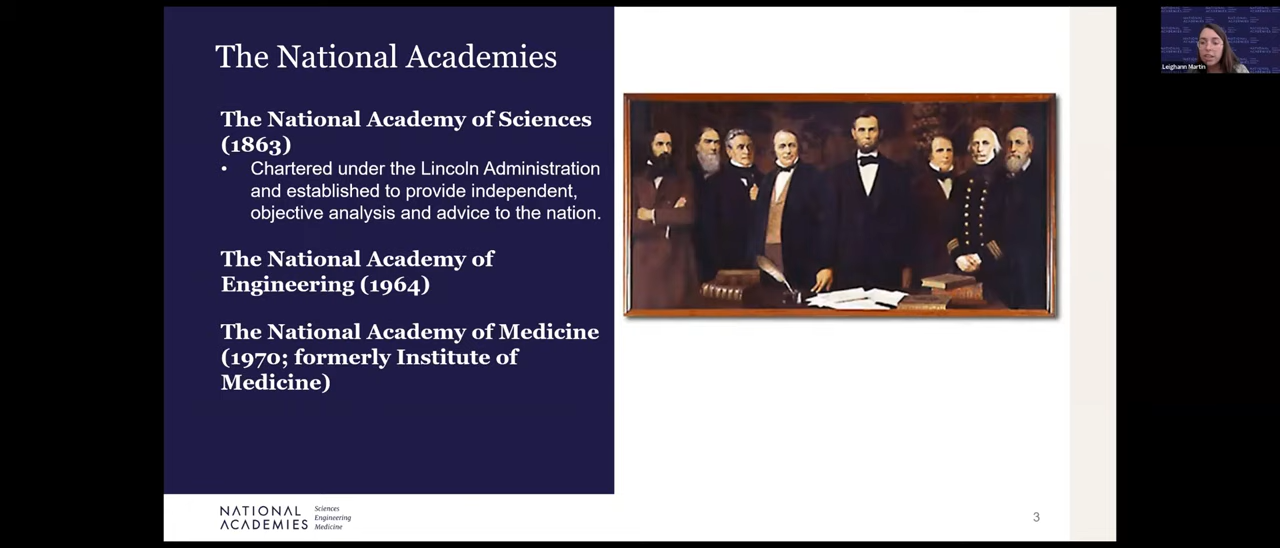 The National Academies
The National Academy of Sciences
(1863)
• Chartered under the Lincoln Administration
and established to provide independent,
objective analysis and advice to the nation.
The National Academy of
Engineering (1964)
The National Academy of Medicine
(1970; formerly Institute of
Medicine)
NATIONAL
ACADEMIES
Sciences
Engineering
Medicine
3
Leighann Martin